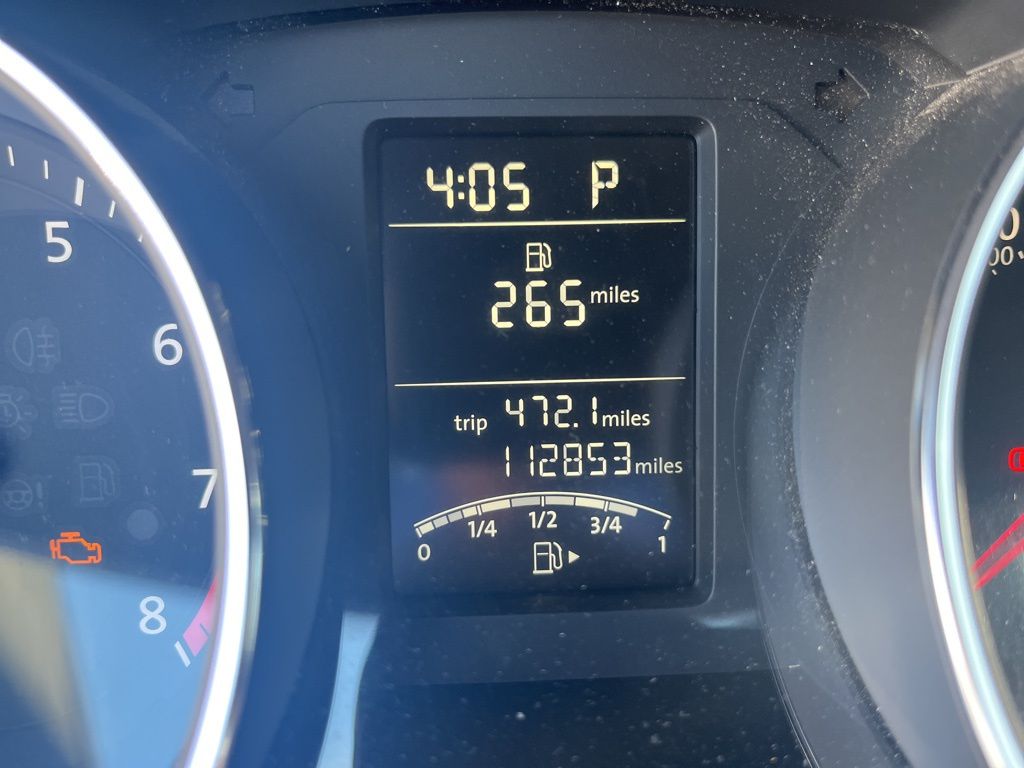 4:05 P
265 miles
trip 472.1 miles
112853 miles
0 1/4 1/2 3/4 1
5
6
7
8